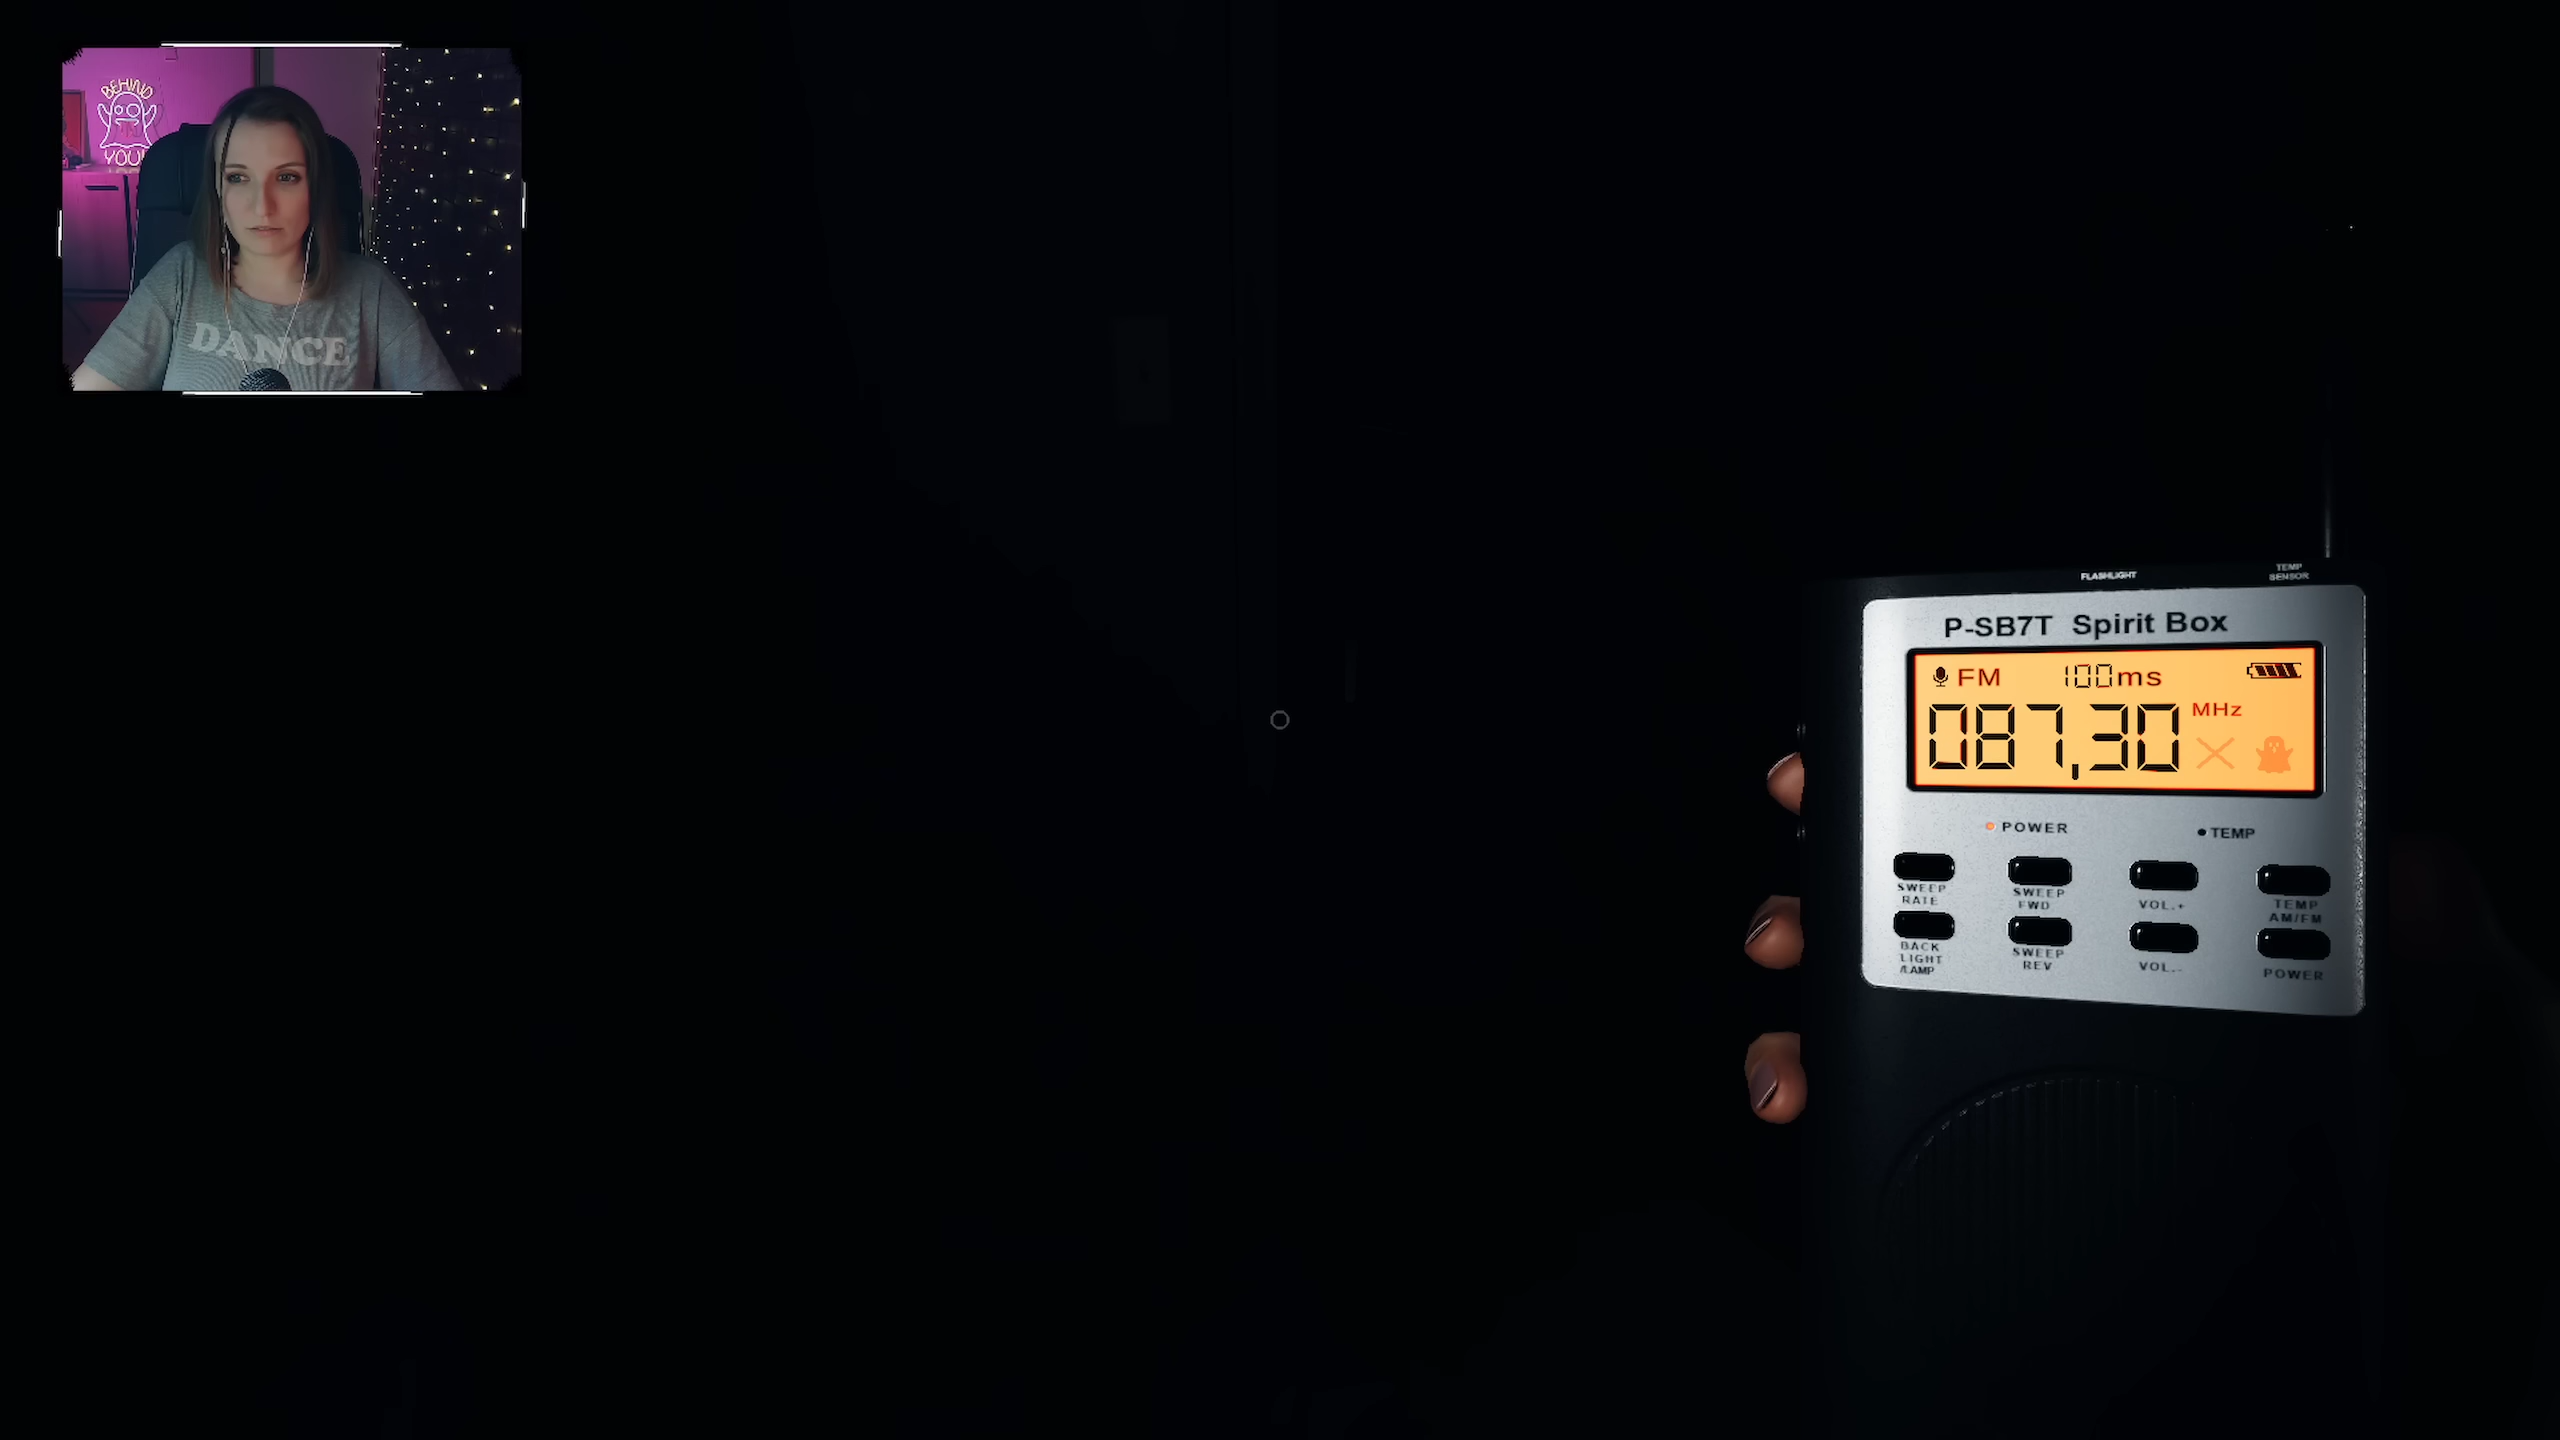 BEHIND
YOU!
DANCE
FLASHLIGHT
TEMP
SENSOR
P-SB7T Spirit Box
FM 100ms
087,30 MHz
POWER
TEMP
SWEEP
RATE
SWEEP
FWD
VOL.+
TEMP
AM/FM
BACK
LIGHT
/LAMP
SWEEP
REV
VOL.-
POWER